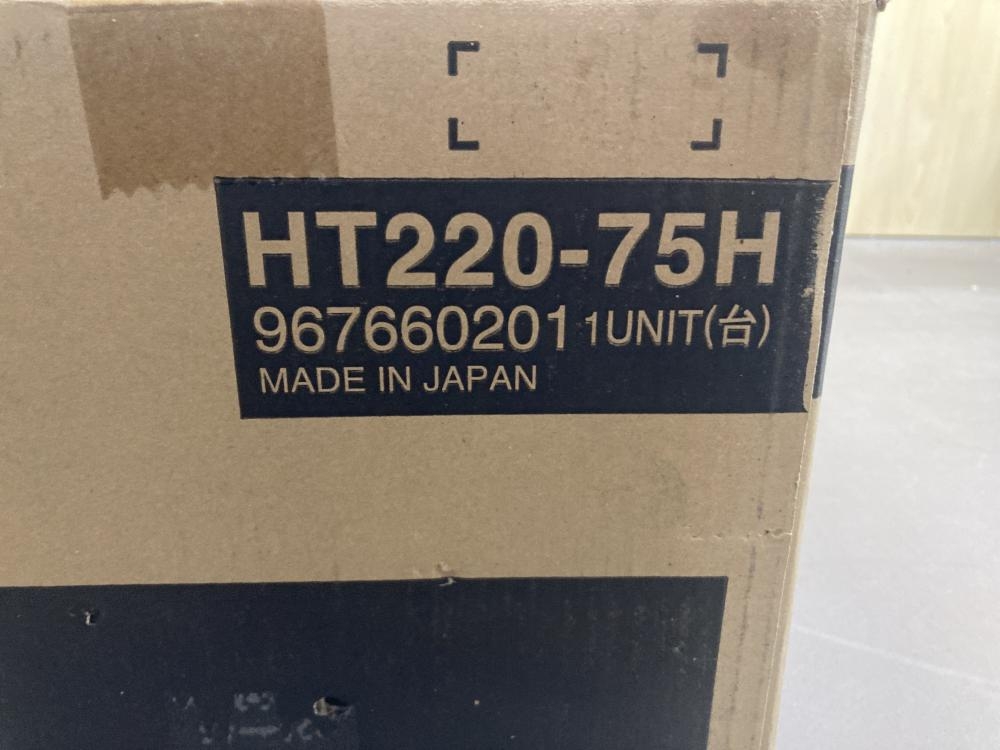 HT220-75H
967660201 1UNIT(台)
MADE IN JAPAN